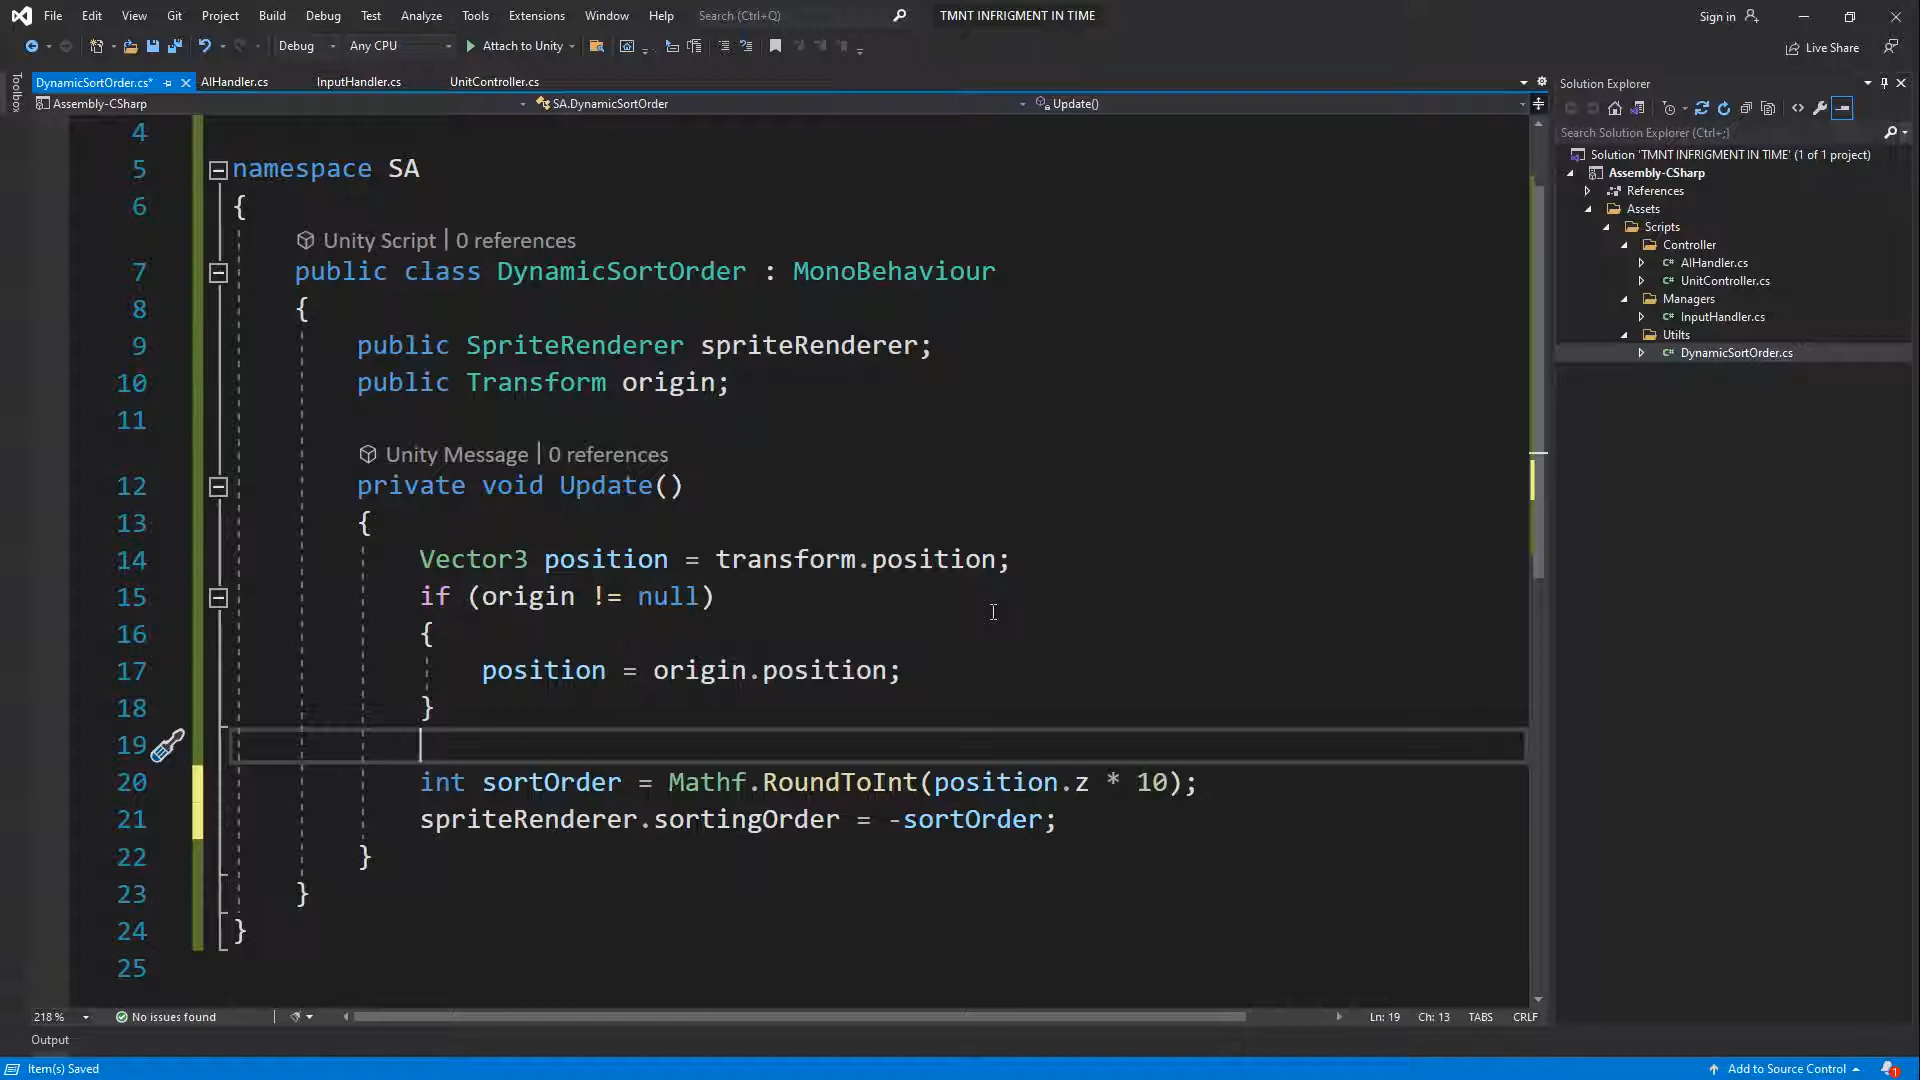 File Edit View Git Project Build Debug Test Analyze Tools Extensions Window Help Search (Ctrl+Q) TMNT INFRIGMENT IN TIME Sign in
Debug Any CPU Attach to Unity Live Share
Toolbox
DynamicSortOrder.cs* AIHandler.cs InputHandler.cs UnitController.cs
Assembly-CSharp SA.DynamicSortOrder Update()
4
5 namespace SA
6 {
Unity Script | 0 references
7 public class DynamicSortOrder : MonoBehaviour
8 {
9 public SpriteRenderer spriteRenderer;
10 public Transform origin;
11
Unity Message | 0 references
12 private void Update()
13 {
14 Vector3 position = transform.position;
15 if (origin != null)
16 {
17 position = origin.position;
18 }
19
20 int sortOrder = Mathf.RoundToInt(position.z * 10);
21 spriteRenderer.sortingOrder = -sortOrder;
22 }
23 }
24 }
25
218 % No issues found Ln: 19 Ch: 13 TABS CRLF
Output
Item(s) Saved Add to Source Control 1
Solution Explorer
Search Solution Explorer (Ctrl+;)
Solution 'TMNT INFRIGMENT IN TIME' (1 of 1 project)
Assembly-CSharp
References
Assets
Scripts
Controller
C# AIHandler.cs
C# UnitController.cs
Managers
C# InputHandler.cs
Utilts
C# DynamicSortOrder.cs